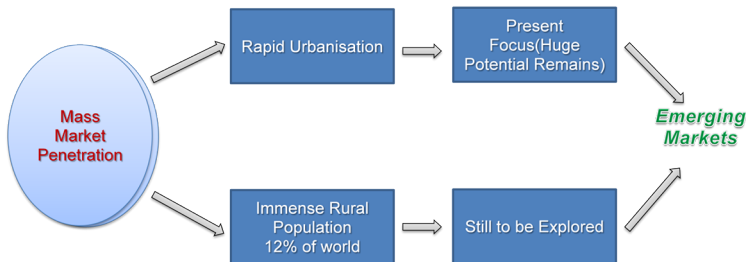 Mass
Market
Penetration
Rapid Urbanisation
Present
Focus(Huge
Potential Remains)
Immense Rural
Population
12% of world
Still to be Explored
Emerging
Markets